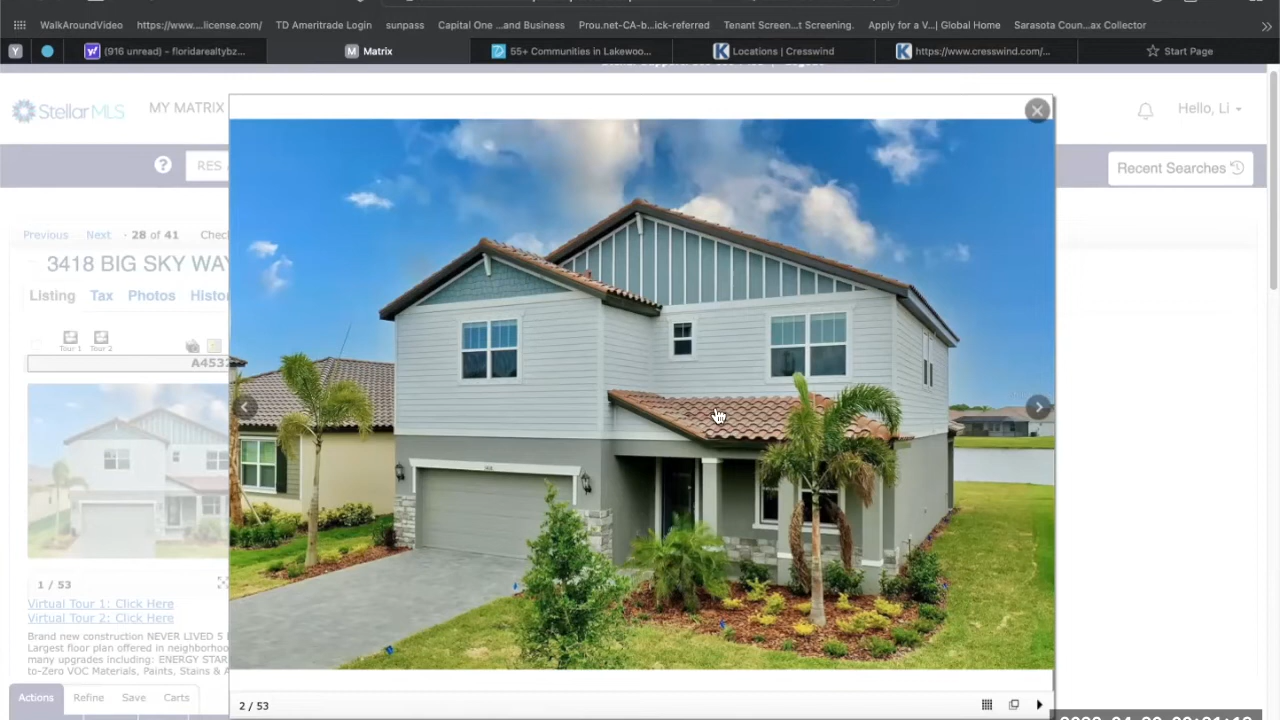 WalkAroundVideo https://www....license.com/ TD Ameritrade Login sunpass Capital One ...and Business Prou.net-CA-b...ick-referred Tenant Screen...t Screening. Apply for a V...| Global Home Sarasota Coun...ax Collector
Y (916 unread) - floridarealtybz... M Matrix 55+ Communities in Lakewoo... K Locations | Cresswind K https://www.cresswind.com/... Start Page
StellarMLS MY MATRIX Hello, Li
? RES Recent Searches
Previous Next · 28 of 41 Chec
3418 BIG SKY WAY
Listing Tax Photos Histor
Tour 1 Tour 2
A4532
1 / 53
Virtual Tour 1: Click Here
Virtual Tour 2: Click Here
Brand new construction NEVER LIVED 5
Largest floor plan offered in neighborhoo
many upgrades including: ENERGY STAR
to-Zero VOC Materials, Paints, Stains & A
Actions Refine Save Carts
2 / 53